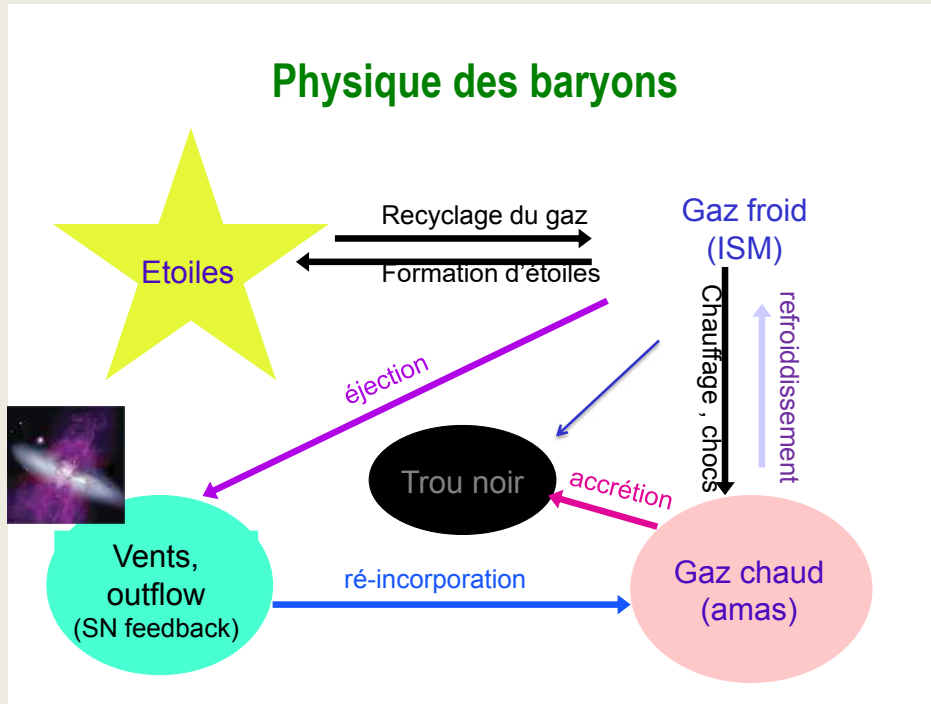 Physique des baryons
Recyclage du gaz
Gaz froid
(ISM)
Etoiles
Formation d’étoiles
Chauffage , chocs
refroiddissement
éjection
Trou noir
accrétion
Vents,
outflow
(SN feedback)
ré-incorporation
Gaz chaud
(amas)